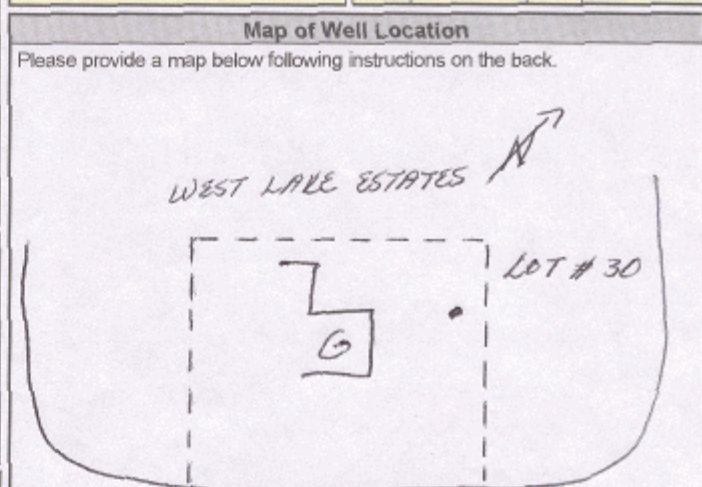 Map of Well Location
Please provide a map below following instructions on the back.
N
WEST LAKE ESTATES
LOT # 30
G